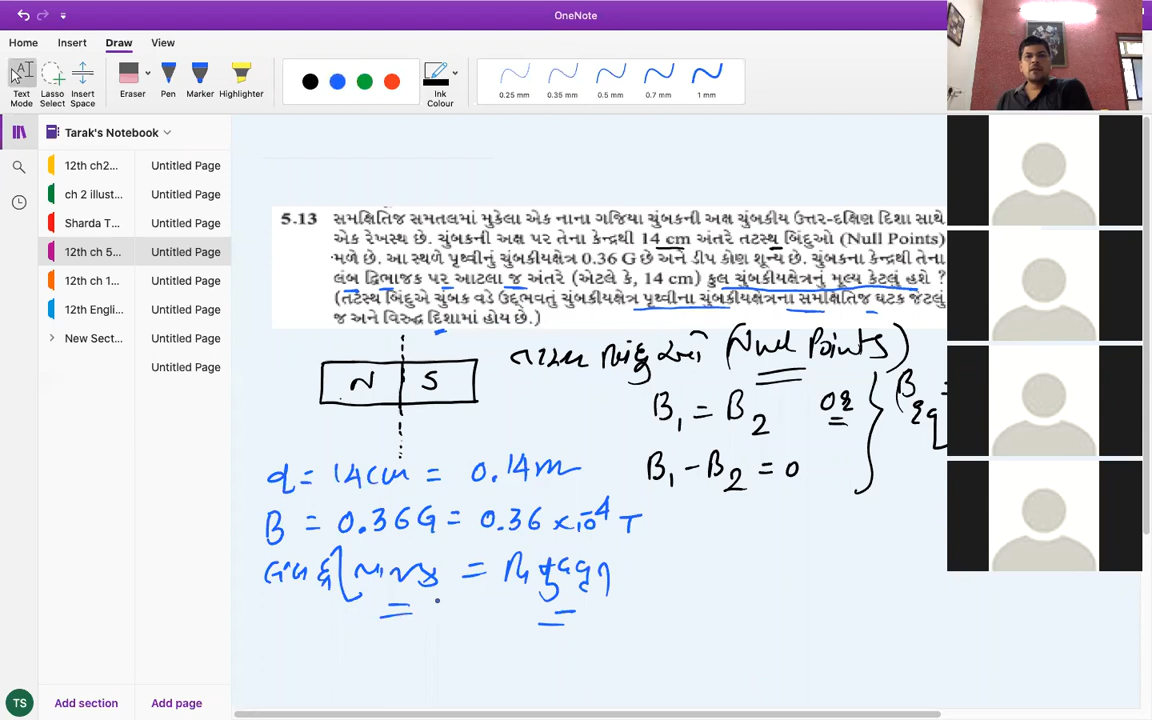 OneNote
Home Insert Draw View
Text Mode
Lasso Select
Insert Space
Eraser
Pen
Marker
Highlighter
Ink Colour
0.25 mm 0.35 mm 0.5 mm 0.7 mm 1 mm
Tarak's Notebook
12th ch2... Untitled Page
ch 2 illust... Untitled Page
Sharda T... Untitled Page
12th ch 5... Untitled Page
12th ch 1... Untitled Page
12th Engli... Untitled Page
New Sect... Untitled Page
Untitled Page
TS Add section Add page
5.13 સમક્ષિતિજ સમતલમાં મુકેલા એક નાના ગજિયા ચુંબકની અક્ષ ચુંબકીય ઉત્તર-દક્ષિણ દિશા સાથે
એક રેખસ્થ છે. ચુંબકની અક્ષ પર તેના કેન્દ્રથી 14 cm અંતરે તટસ્થ બિંદુઓ (Null Points)
મળે છે. આ સ્થળે પૃથ્વીનું ચુંબકીયક્ષેત્ર 0.36 G છે અને ડીપ કોણ શૂન્ય છે. ચુંબકના કેન્દ્રથી તેના
લંબ દ્વિભાજક પર આટલા જ અંતરે (એટલે કે, 14 cm) કુલ ચુંબકીયક્ષેત્રનું મૂલ્ય કેટલું હશે ?
(તટસ્થ બિંદુએ ચુંબક વડે ઉદ્ભવતું ચુંબકીયક્ષેત્ર પૃથ્વીના ચુંબકીયક્ષેત્રના સમક્ષિતિજ ઘટક જેટલું
જ અને વિરુદ્ધ દિશામાં હોય છે.)
N S
(Null Points)
B₁ = B₂ OR
B₁ – B₂ = 0
d = 14cm = 0.14m
B = 0.36G = 0.36 × 10⁻⁴ T